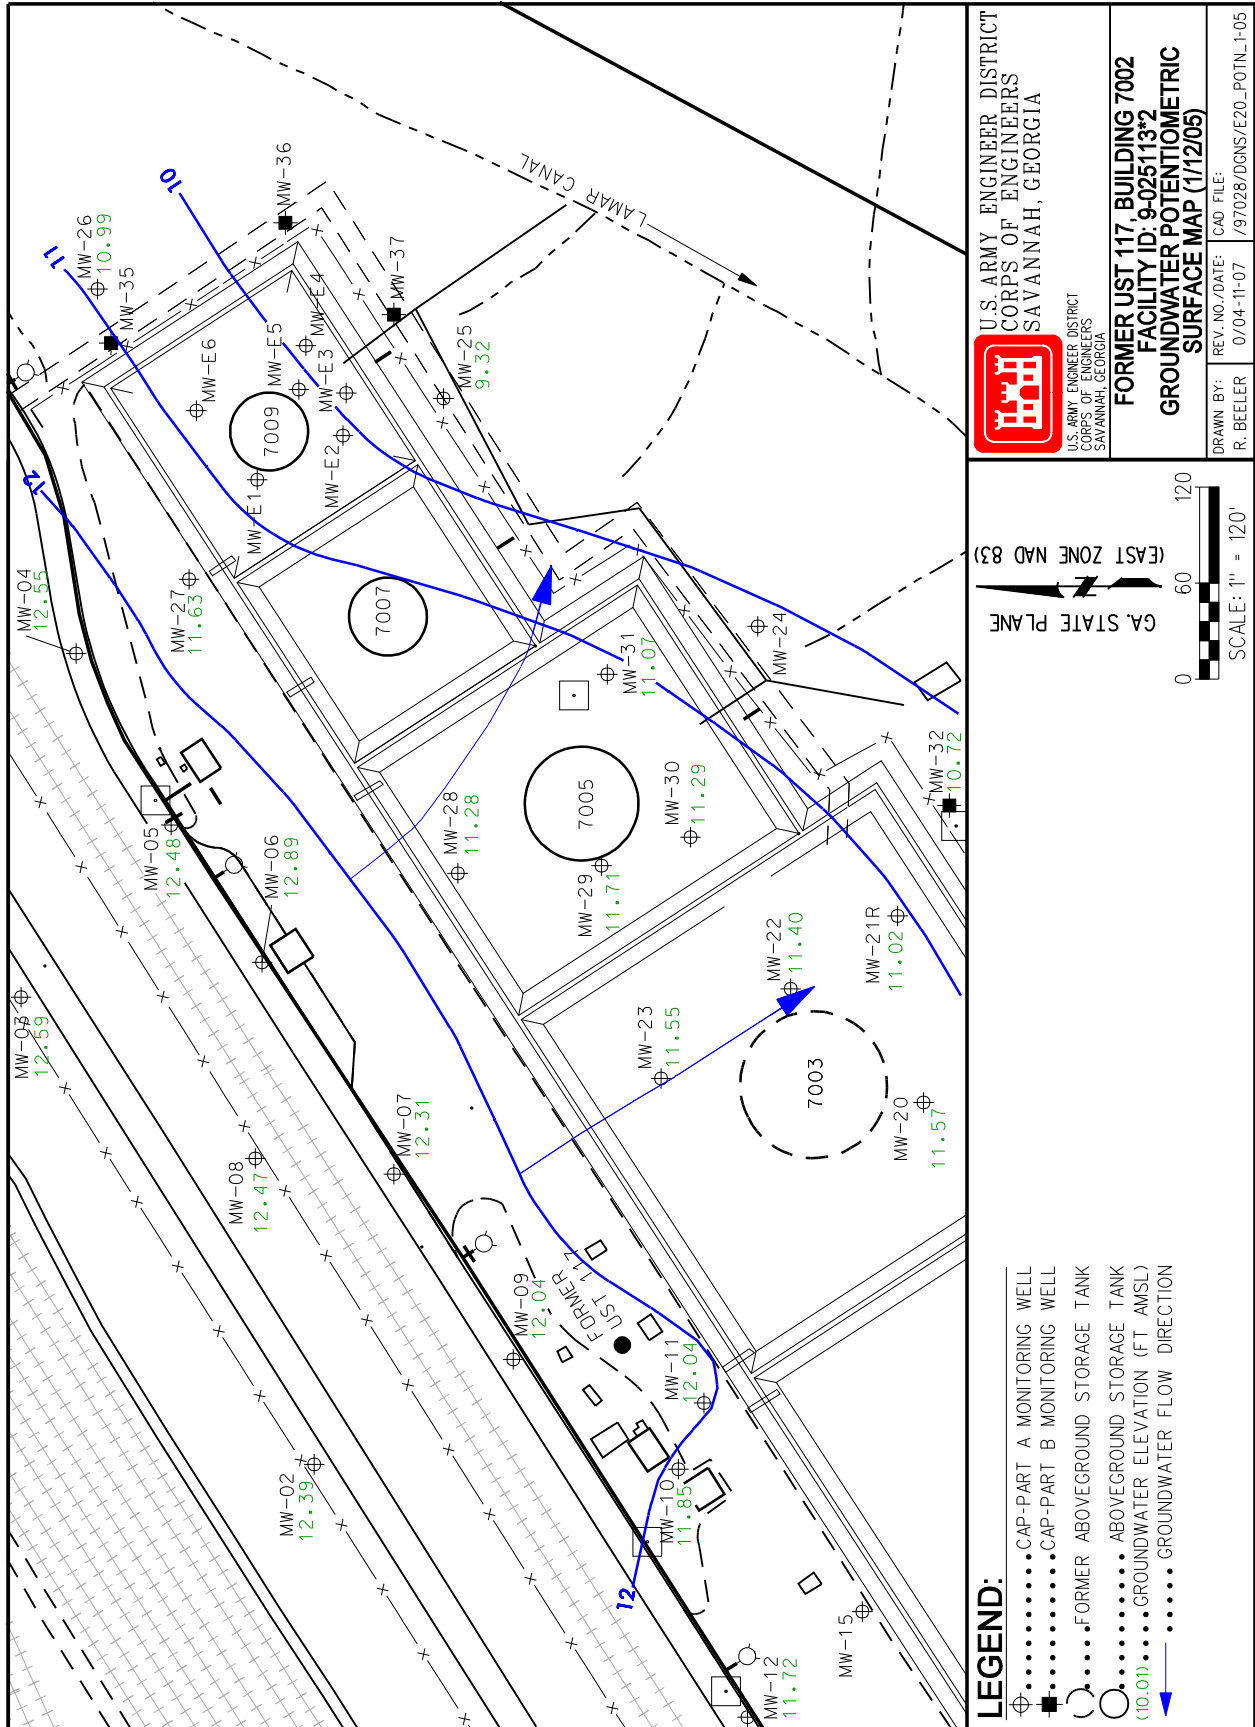 U.S. ARMY ENGINEER DISTRICT
CORPS OF ENGINEERS
SAVANNAH, GEORGIA
U.S. ARMY ENGINEER DISTRICT
CORPS OF ENGINEERS
SAVANNAH, GEORGIA
FORMER UST 117, BUILDING 7002
FACILITY ID: 9-025113*2
GROUNDWATER POTENTIOMETRIC
SURFACE MAP (1/12/05)
DRAWN BY:
R. BEELER
REV. NO./DATE:
0/04-11-07
CAD FILE:
/97028/DGNS/E20_POTN_1-05
GA. STATE PLANE
(EAST ZONE NAD 83)
N
0
60
120
SCALE: 1" = 120'
LEGEND:
CAP-PART A MONITORING WELL
CAP-PART B MONITORING WELL
FORMER ABOVEGROUND STORAGE TANK
ABOVEGROUND STORAGE TANK
(10.01) GROUNDWATER ELEVATION (FT AMSL)
GROUNDWATER FLOW DIRECTION
LAMAR CANAL
10
11
12
12
MW-36
MW-26
10.99
MW-35
MW-37
MW-E4
MW-E5
MW-E6
MW-E3
MW-E2
MW-E1
7009
MW-25
9.32
MW-04
12.55
MW-27
11.63
7007
MW-31
11.07
MW-24
MW-05
12.48
MW-06
12.89
MW-28
11.28
7005
MW-30
11.29
MW-29
11.71
MW-32
10.72
MW-22
11.40
MW-21R
11.02
MW-03
12.59
MW-23
11.55
7003
MW-20
11.57
MW-07
12.31
MW-08
12.47
MW-09
12.04
FORMER
UST 117
MW-11
12.04
MW-02
12.39
MW-10
11.85
MW-15
MW-12
11.72